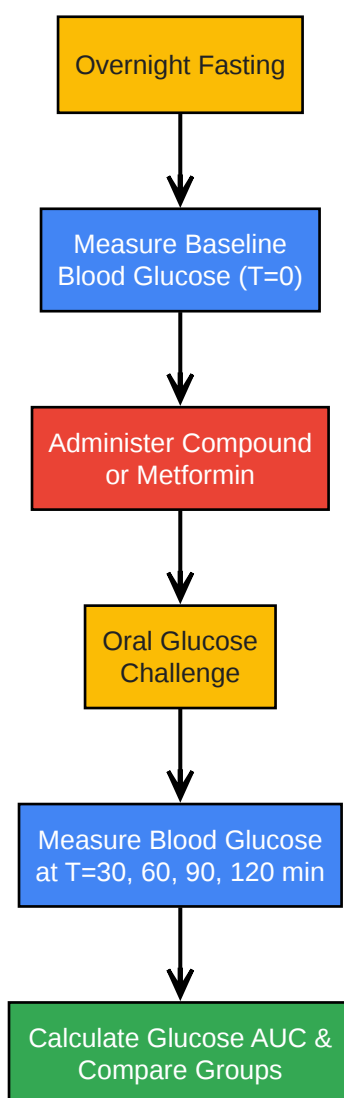 Overnight Fasting
Measure Baseline
Blood Glucose (T=0)
Administer Compound
or Metformin
Oral Glucose
Challenge
Measure Blood Glucose
at T=30, 60, 90, 120 min
Calculate Glucose AUC &
Compare Groups